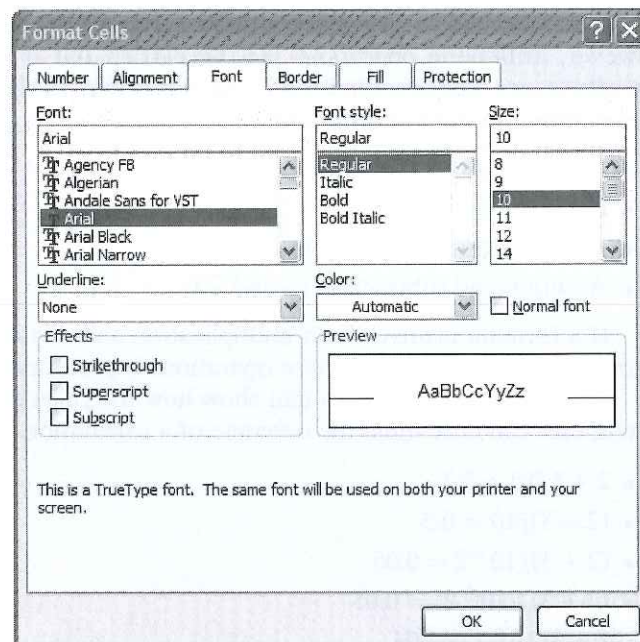 Format Cells
Number Alignment Font Border Fill Protection
Font: Font style: Size:
Arial Regular 10
Agency FB Regular 8
Algerian Italic 9
Andale Sans for VST Bold 10
Arial Bold Italic 11
Arial Black 12
Arial Narrow 14
Underline: Color:
None Automatic Normal font
Effects Preview
Strikethrough
Superscript AaBbCcYyZz
Subscript
This is a TrueType font. The same font will be used on both your printer and your
screen.
OK Cancel